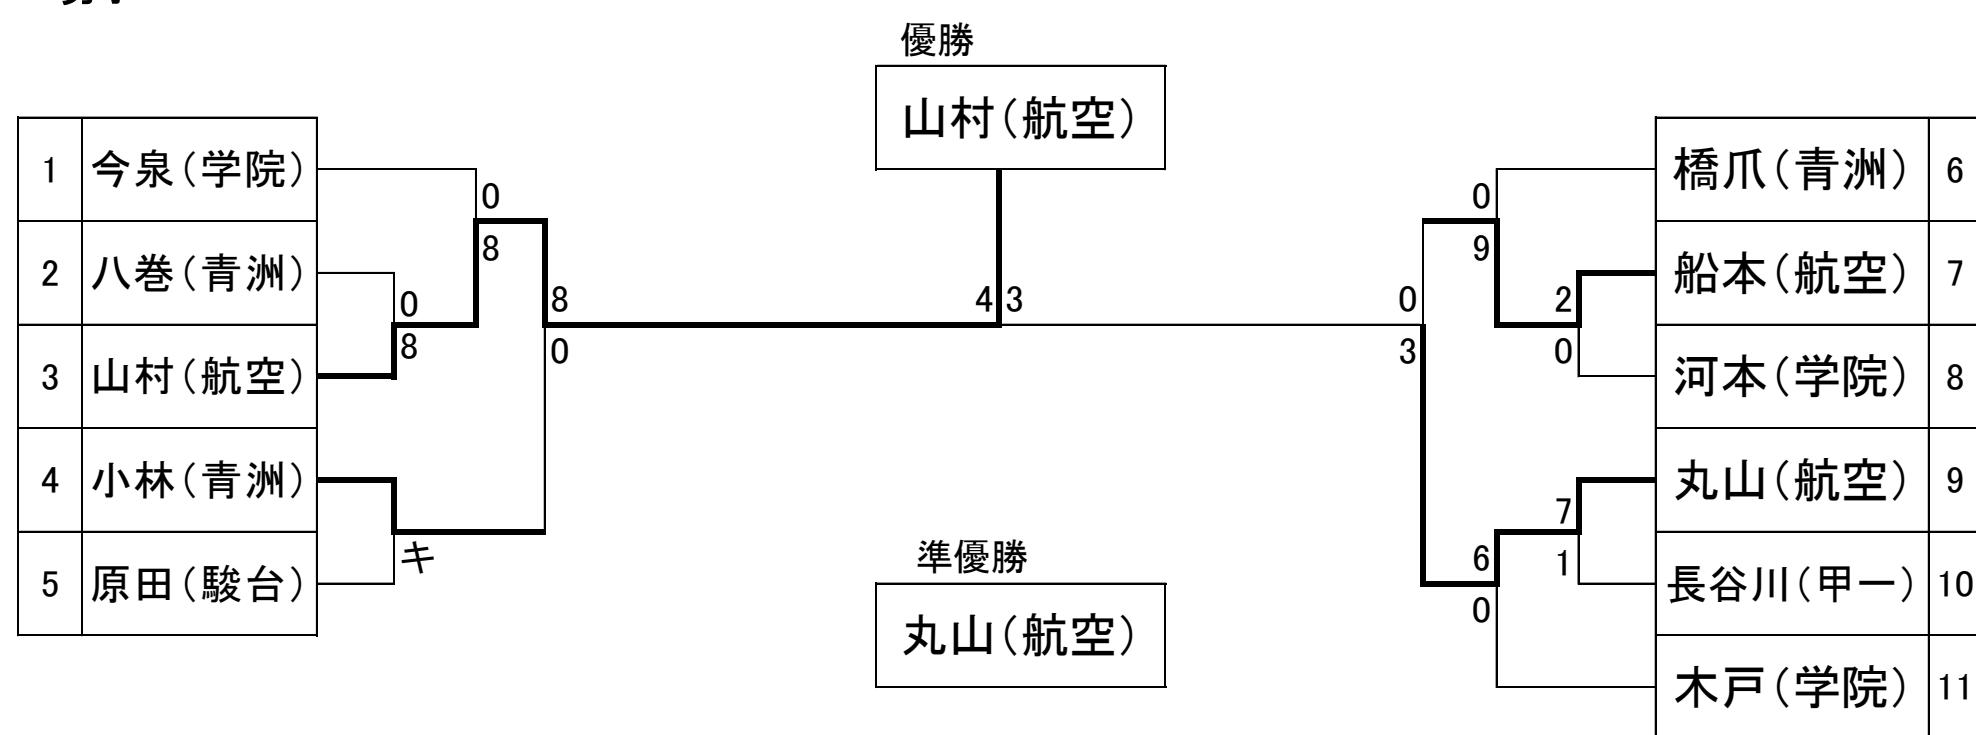 優勝
山村(航空)
1 今泉(学院)
2 八巻(青洲)
3 山村(航空)
4 小林(青洲)
5 原田(駿台)
0
8
0
8
8
0
キ
4 3
0
3
0
9
2
0
7
1
6
0
橋爪(青洲) 6
船本(航空) 7
河本(学院) 8
丸山(航空) 9
長谷川(甲一) 10
木戸(学院) 11
準優勝
丸山(航空)